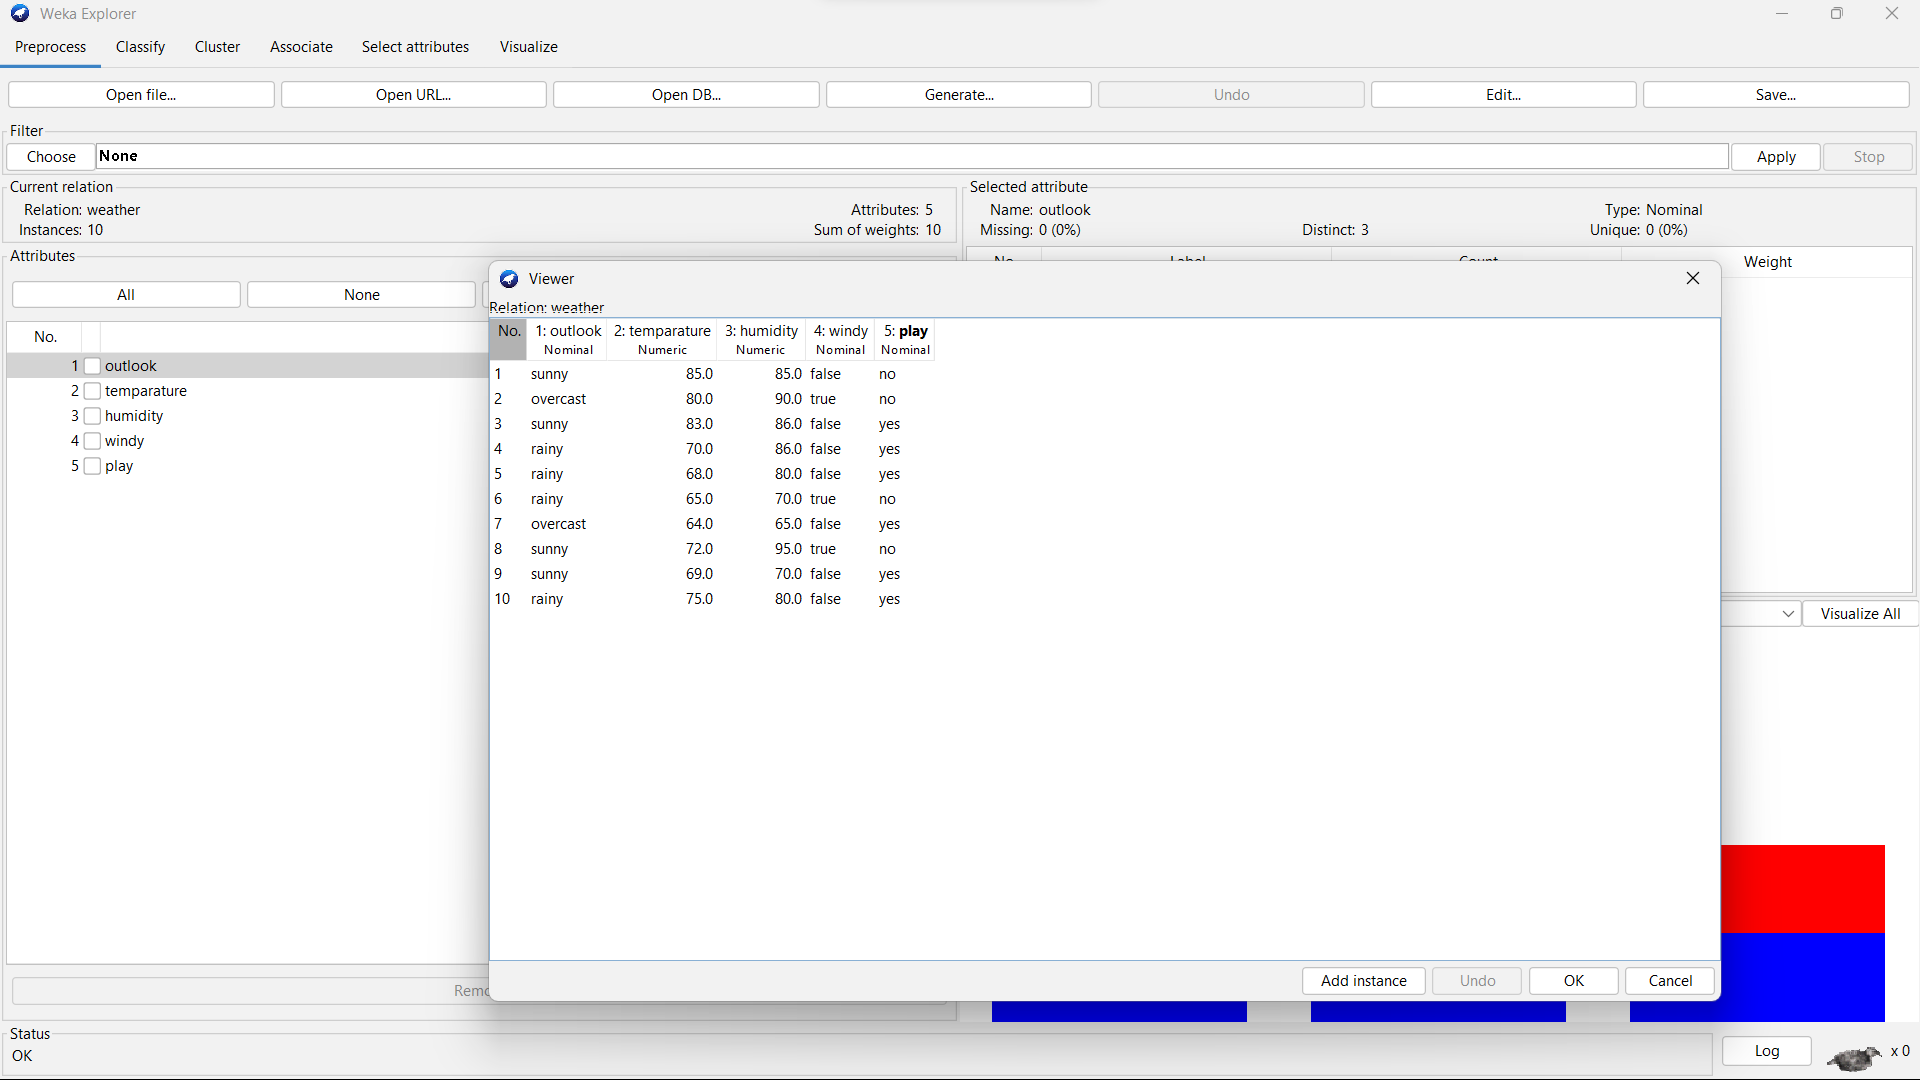 Weka Explorer
Preprocess Classify Cluster Associate Select attributes Visualize
Open file... Open URL... Open DB... Generate... Undo Edit... Save...
Filter
Choose None Apply Stop
Current relation
Relation: weather Attributes: 5
Instances: 10 Sum of weights: 10
Selected attribute
Name: outlook Type: Nominal
Missing: 0 (0%) Distinct: 3 Unique: 0 (0%)
No. Label Count Weight
Attributes
All None
No.
1 outlook
2 temparature
3 humidity
4 windy
5 play
Viewer
Relation: weather
No. 1: outlook 2: temparature 3: humidity 4: windy 5: play
Nominal Numeric Numeric Nominal Nominal
1 sunny 85.0 85.0 false no
2 overcast 80.0 90.0 true no
3 sunny 83.0 86.0 false yes
4 rainy 70.0 86.0 false yes
5 rainy 68.0 80.0 false yes
6 rainy 65.0 70.0 true no
7 overcast 64.0 65.0 false yes
8 sunny 72.0 95.0 true no
9 sunny 69.0 70.0 false yes
10 rainy 75.0 80.0 false yes
Add instance Undo OK Cancel
Visualize All
Status
OK
Log x 0